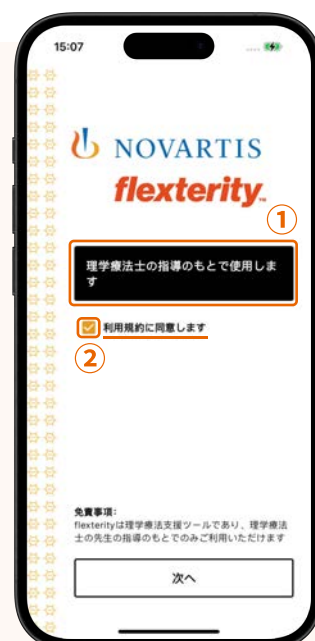 15:07
NOVARTIS
flexterity™
①
理学療法士の指導のもとで使用しま
す
利用規約に同意します
②
免責事項:
flexterityは理学療法支援ツールであり、理学療法
士の先生の指導のもとでのみご利用いただけます
次へ